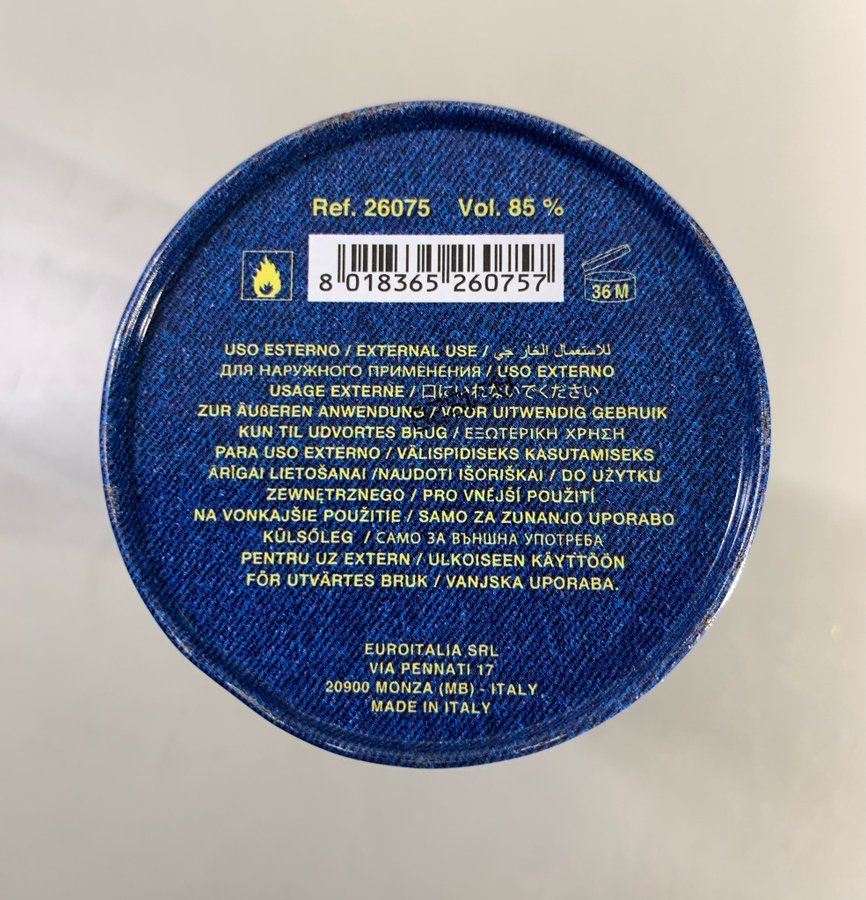 Ref. 26075 Vol. 85 %
8 018365 260757
36 M
USO ESTERNO / EXTERNAL USE / للاستعمال الخار جي
ДЛЯ НАРУЖНОГО ПРИМЕНЕНИЯ / USO EXTERNO
USAGE EXTERNE / 口にいれないでください
ZUR ÄUßEREN ANWENDUNG / VOOR UITWENDIG GEBRUIK
KUN TIL UDVORTES BRUG / ΕΞΩΤΕΡΙΚΗ ΧΡΗΣΗ
PARA USO EXTERNO / VÄLISPIDISEKS KASUTAMISEKS
ĀRĪGAI LIETOŠANAI /NAUDOTI IŠORIŠKAI / DO UŻYTKU
ZEWNĘTRZNEGO / PRO VNĚJŠÍ POUŽITÍ
NA VONKAJŠIE POUŽITIE / SAMO ZA ZUNANJO UPORABO
KÜLSŐLEG / САМО ЗА ВЪНШНА УПОТРЕБА
PENTRU UZ EXTERN / ULKOISEEN KÄYTTÖÖN
FÖR UTVÄRTES BRUK / VANJSKA UPORABA.
EUROITALIA SRL
VIA PENNATI 17
20900 MONZA (MB) - ITALY
MADE IN ITALY